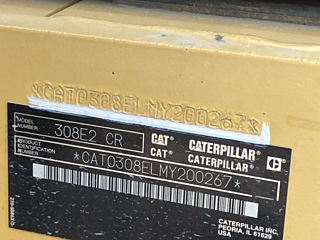 *CAT0308ELMY200267*
MODEL NUMBER 308E2 CR CAT CATERPILLAR
PRODUCT IDENTIFICATION NUMBER CAT CATERPILLAR
*CAT0308ELMY200267*
CATERPILLAR INC.
PEORIA, IL 61629
USA